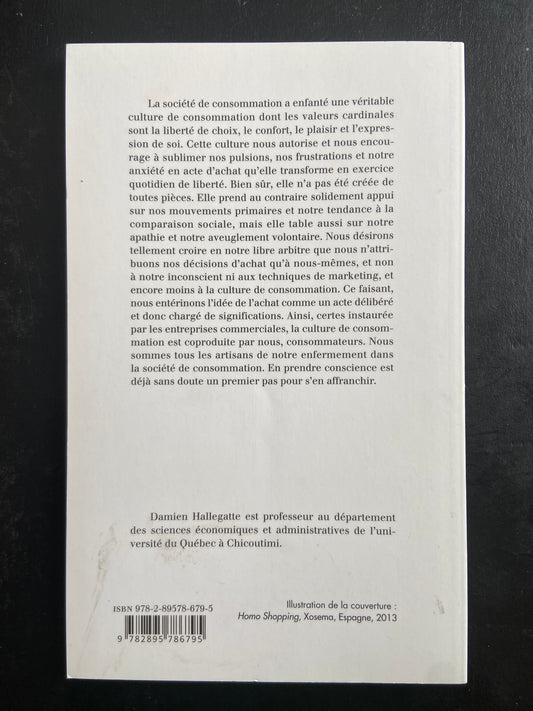 La société de consommation a enfanté une véritable
culture de consommation dont les valeurs cardinales
sont la liberté de choix, le confort, le plaisir et l'expres-
sion de soi. Cette culture nous autorise et nous encou-
rage à sublimer nos pulsions, nos frustrations et notre
anxiété en acte d'achat qu'elle transforme en exercice
quotidien de liberté. Bien sûr, elle n'a pas été créée de
toutes pièces. Elle prend au contraire solidement appui
sur nos mouvements primaires et notre tendance à la
comparaison sociale, mais elle table aussi sur notre
apathie et notre aveuglement volontaire. Nous désirons
tellement croire en notre libre arbitre que nous n'attri-
buons nos décisions d'achat qu'à nous-mêmes, et non
à notre inconscient ni aux techniques de marketing, et
encore moins à la culture de consommation. Ce faisant,
nous entérinons l'idée de l'achat comme un acte délibéré
et donc chargé de significations. Ainsi, certes instaurée
par les entreprises commerciales, la culture de consom-
mation est coproduite par nous, consommateurs. Nous
sommes tous les artisans de notre enfermement dans
la société de consommation. En prendre conscience est
déjà sans doute un premier pas pour s'en affranchir.
Damien Hallegatte est professeur au département
des sciences économiques et administratives de l'uni-
versité du Québec à Chicoutimi.
ISBN 978-2-89578-679-5
9 782895 786795
Illustration de la couverture :
Homo Shopping, Xosema, Espagne, 2013